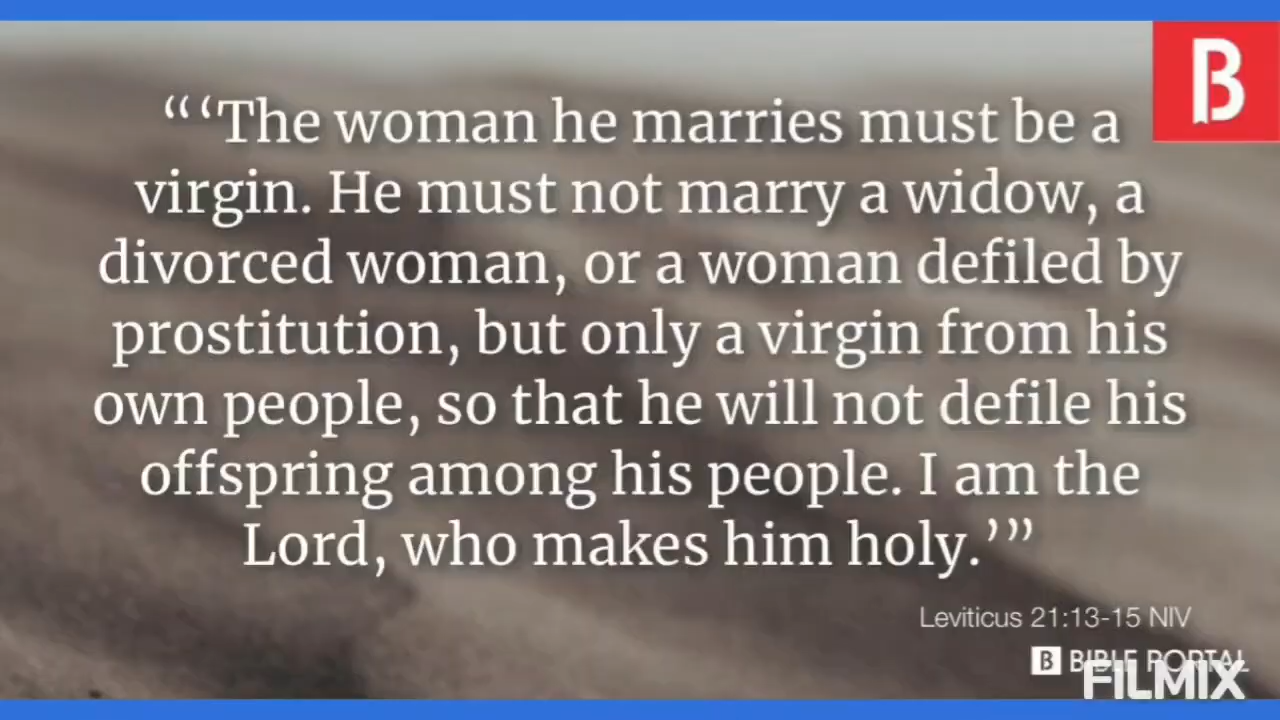 “‘The woman he marries must be a
virgin. He must not marry a widow, a
divorced woman, or a woman defiled by
prostitution, but only a virgin from his
own people, so that he will not defile his
offspring among his people. I am the
Lord, who makes him holy.’”
Leviticus 21:13-15 NIV
B BIBLE PORTAL
FILMIX
B